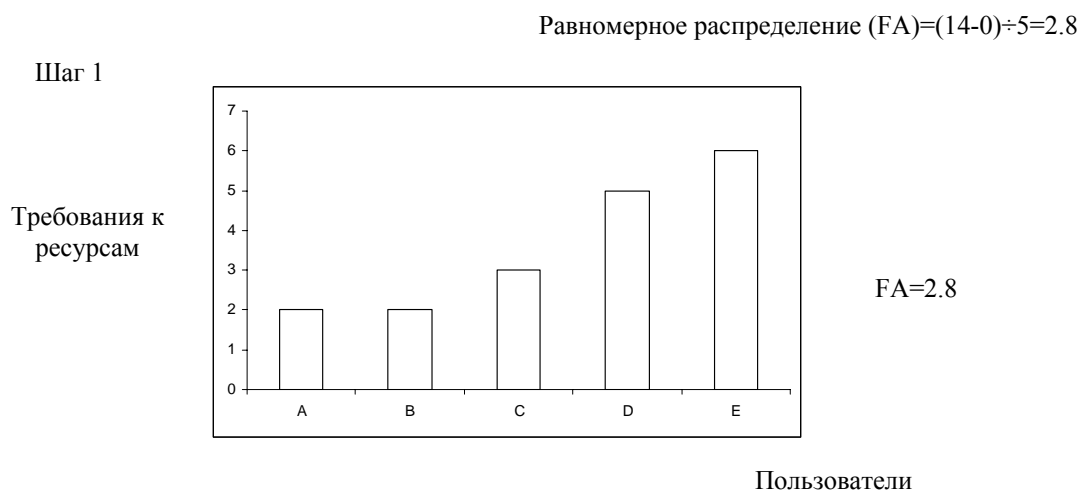 Равномерное распределение (FA)=(14-0)÷5=2.8
Шаг 1
7
6
5
4
3
2
1
0
Требования к
ресурсам
A B C D E
FA=2.8
Пользователи